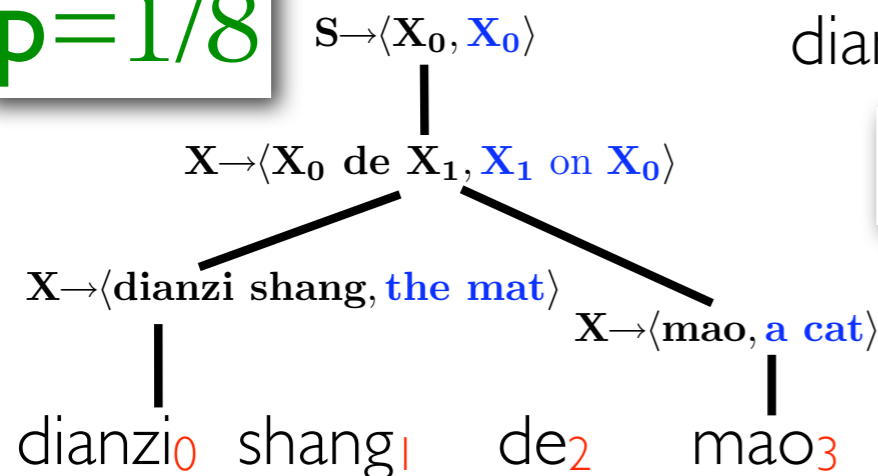 p=1/8
S→⟨X₀, X₀⟩
dian
X→⟨X₀ de X₁, X₁ on X₀⟩
X→⟨dianzi shang, the mat⟩
X→⟨mao, a cat⟩
dianzi₀ shang₁ de₂ mao₃